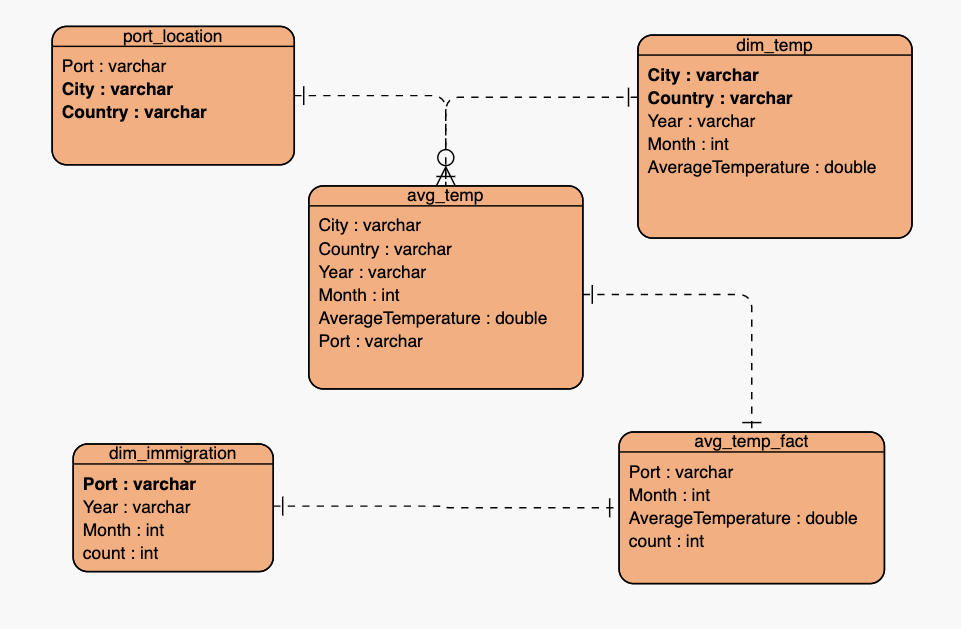 port_location
Port : varchar
City : varchar
Country : varchar
dim_temp
City : varchar
Country : varchar
Year : varchar
Month : int
AverageTemperature : double
avg_temp
City : varchar
Country : varchar
Year : varchar
Month : int
AverageTemperature : double
Port : varchar
dim_immigration
Port : varchar
Year : varchar
Month : int
count : int
avg_temp_fact
Port : varchar
Month : int
AverageTemperature : double
count : int